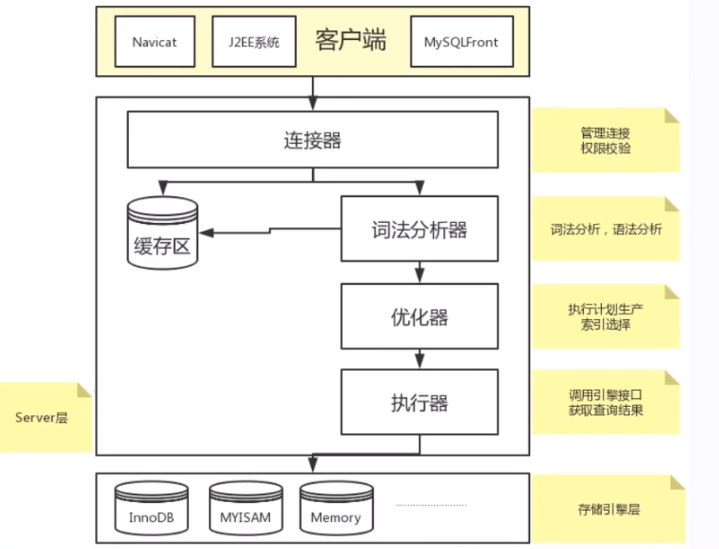 Navicat
J2EE系统
客户端
MySQLFront
连接器
管理连接
权限校验
缓存区
词法分析器
词法分析，语法分析
优化器
执行计划生产
索引选择
执行器
调用引擎接口
获取查询结果
Server层
InnoDB
MYISAM
Memory
.........................
存储引擎层